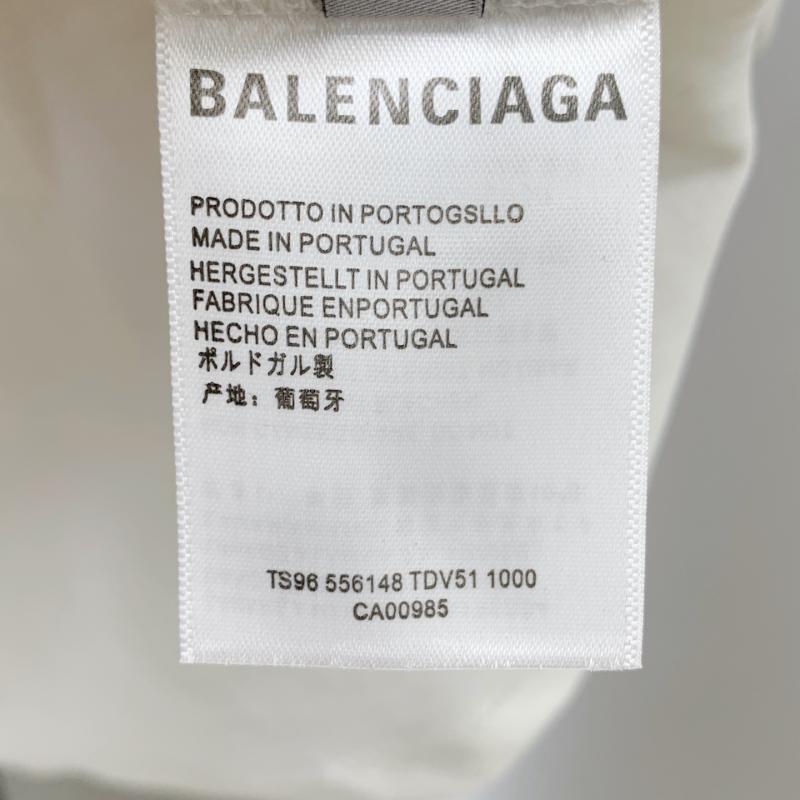 BALENCIAGA
PRODOTTO IN PORTOGSLLO
MADE IN PORTUGAL
HERGESTELLT IN PORTUGAL
FABRIQUE ENPORTUGAL
HECHO EN PORTUGAL
ポルドガル製
产地：葡萄牙
TS96 556148 TDV51 1000
CA00985